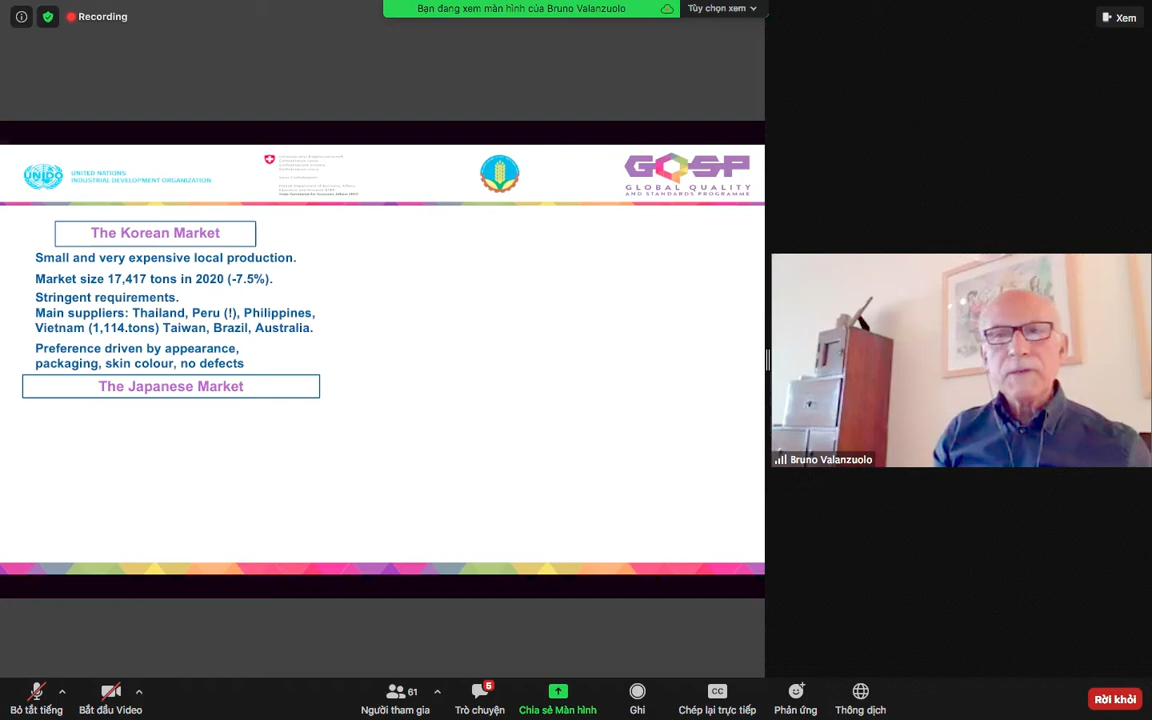 Recording
Bạn đang xem màn hình của Bruno Valanzuolo
Tùy chọn xem
Xem
UNIDO
UNITED NATIONS
INDUSTRIAL DEVELOPMENT ORGANIZATION
GQSP
GLOBAL QUALITY
AND STANDARDS PROGRAMME
The Korean Market
Small and very expensive local production.
Market size 17,417 tons in 2020 (-7.5%).
Stringent requirements.
Main suppliers: Thailand, Peru (!), Philippines,
Vietnam (1,114.tons) Taiwan, Brazil, Australia.
Preference driven by appearance,
packaging, skin colour, no defects
The Japanese Market
Bruno Valanzuolo
Bỏ tắt tiếng
Bắt đầu Video
61
Người tham gia
5
Trò chuyện
Chia sẻ Màn hình
Ghi
CC
Chép lại trực tiếp
Phản ứng
Thông dịch
Rời khỏi